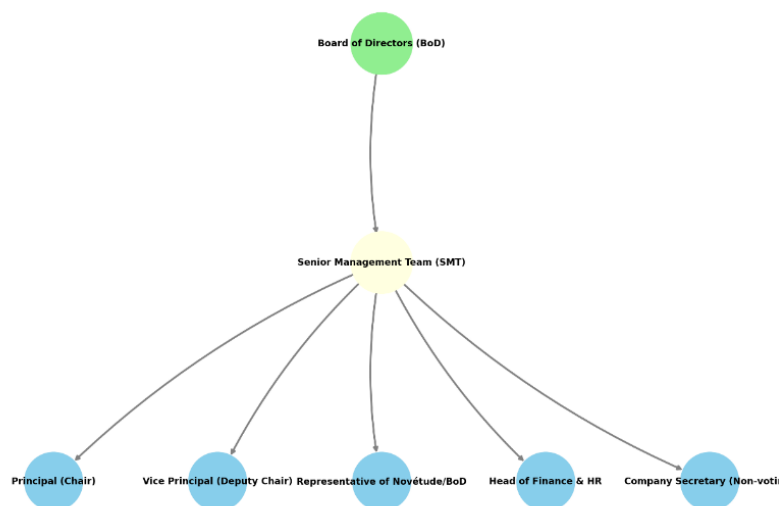 Board of Directors (BoD)
Senior Management Team (SMT)
Principal (Chair)
Vice Principal (Deputy Chair)
Representative of Novétude/BoD
Head of Finance & HR
Company Secretary (Non-voti